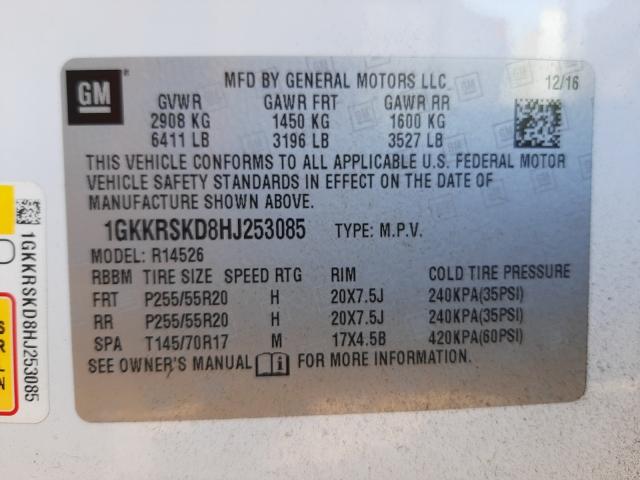 GM
MFD BY GENERAL MOTORS LLC
12/16
GVWR GAWR FRT GAWR RR
2908 KG 1450 KG 1600 KG
6411 LB 3196 LB 3527 LB
THIS VEHICLE CONFORMS TO ALL APPLICABLE U.S. FEDERAL MOTOR
VEHICLE SAFETY STANDARDS IN EFFECT ON THE DATE OF
MANUFACTURE SHOWN ABOVE.
1GKKRSKD8HJ253085 TYPE: M.P.V.
MODEL: R14526
RBBM TIRE SIZE SPEED RTG RIM COLD TIRE PRESSURE
FRT P255/55R20 H 20X7.5J 240KPA(35PSI)
RR P255/55R20 H 20X7.5J 240KPA(35PSI)
SPA T145/70R17 M 17X4.5B 420KPA(60PSI)
SEE OWNER'S MANUAL FOR MORE INFORMATION.
1GKKRSKD8HJ253085